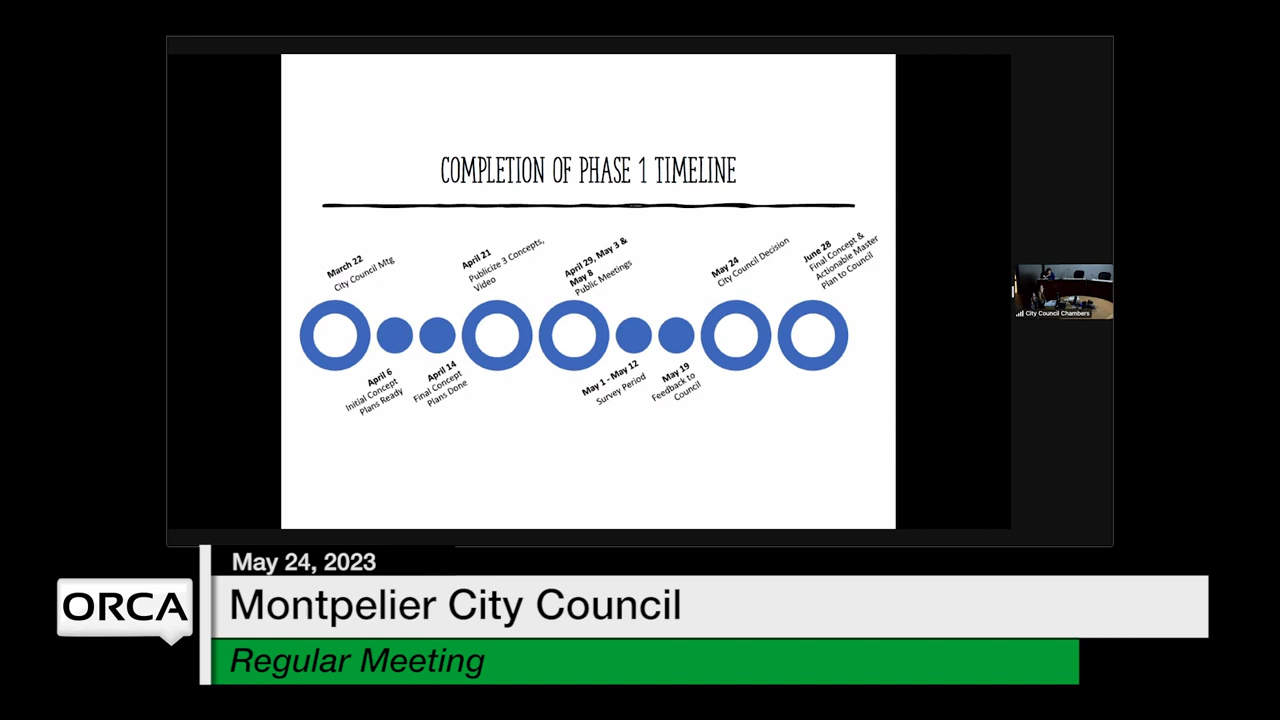 COMPLETION OF PHASE 1 TIMELINE
March 22
City Council Mtg
April 6
Initial Concept
Plans Ready
April 14
Final Concept
Plans Done
April 21
Publicize 3 Concepts,
Video
April 29, May 3 &
May 8
Public Meetings
May 1 - May 12
Survey Period
May 19
Feedback to
Council
May 24
City Council Decision
June 28
Final Concept &
Actionable Master
Plan to Council
City Council Chambers
May 24, 2023
ORCA
Montpelier City Council
Regular Meeting